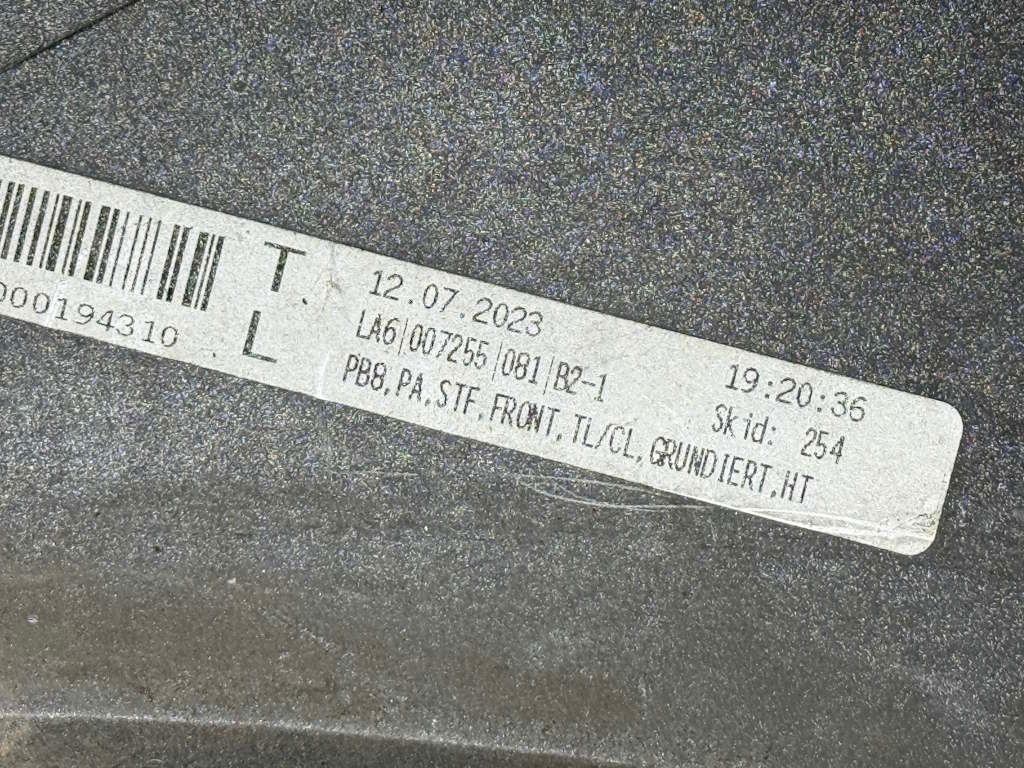 T
L
000194310
12.07.2023 19:20:36
LA6|007255|081|B2-1 Skid: 254
PB8,PA,STF,FRONT,TL/CL,GRUNDIERT,HT